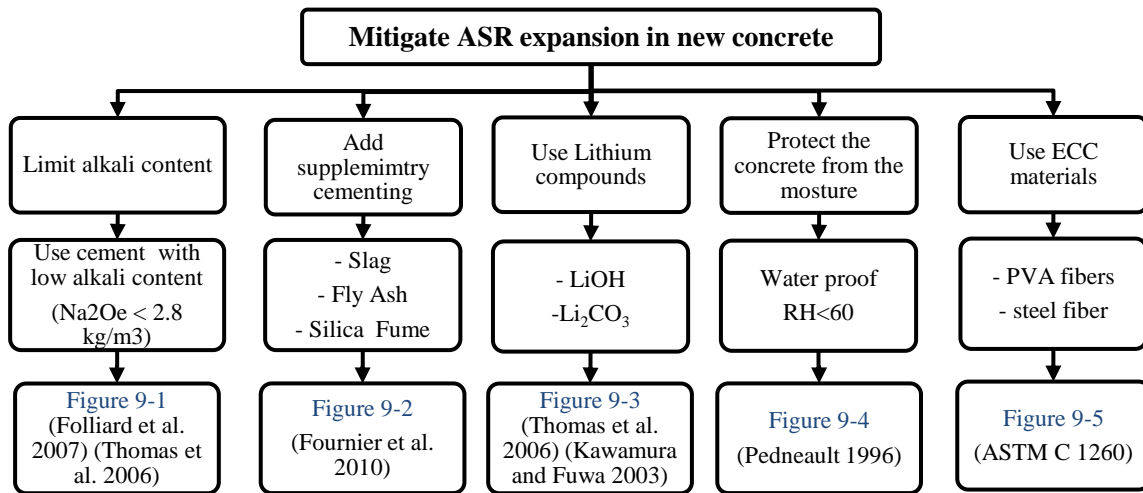 Mitigate ASR expansion in new concrete
Limit alkali content
Add
supplemimtry
cementing
Use Lithium
compounds
Protect the
concrete from the
mosture
Use ECC
materials
Use cement with
low alkali content
(Na2Oe < 2.8
kg/m3)
- Slag
- Fly Ash
- Silica Fume
- LiOH
-Li₂CO₃
Water proof
RH<60
- PVA fibers
- steel fiber
Figure 9-1
(Folliard et al.
2007) (Thomas et
al. 2006)
Figure 9-2
(Fournier et al.
2010)
Figure 9-3
(Thomas et al.
2006) (Kawamura
and Fuwa 2003)
Figure 9-4
(Pedneault 1996)
Figure 9-5
(ASTM C 1260)